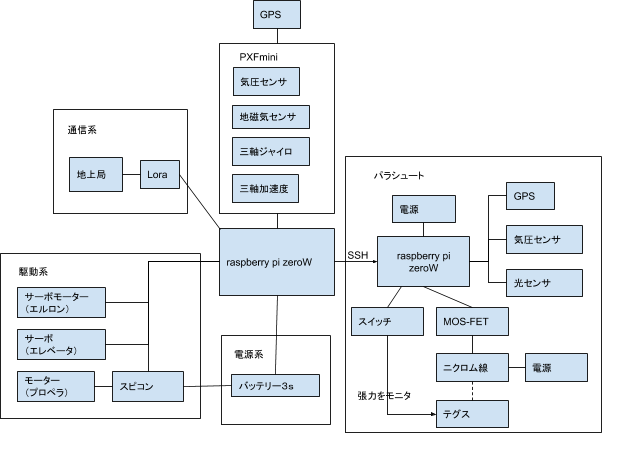 GPS
PXFmini
気圧センサ
地磁気センサ
三軸ジャイロ
三軸加速度
通信系
地上局
Lora
raspberry pi zeroW
SSH
パラシュート
電源
raspberry pi
zeroW
GPS
気圧センサ
光センサ
スイッチ
MOS-FET
ニクロム線
電源
張力をモニタ
テグス
駆動系
サーボモーター
（エルロン）
サーボ
（エレベータ）
モーター
（プロペラ）
スピコン
電源系
バッテリー3s